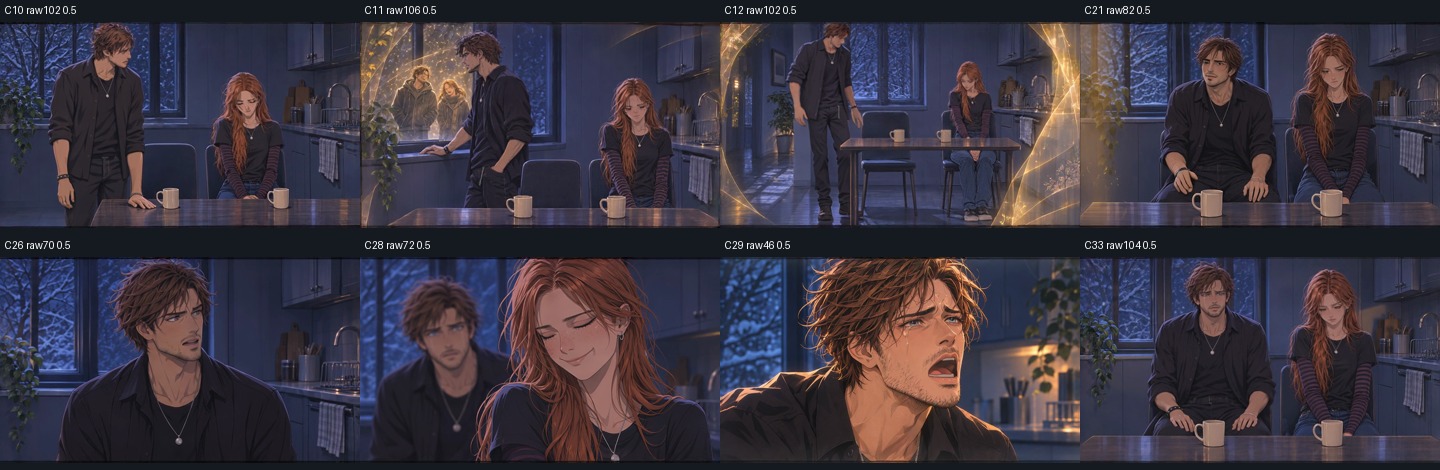 C10 raw102 0.5
C11 raw106 0.5
C12 raw102 0.5
C21 raw82 0.5
C26 raw70 0.5
C28 raw72 0.5
C29 raw46 0.5
C33 raw104 0.5